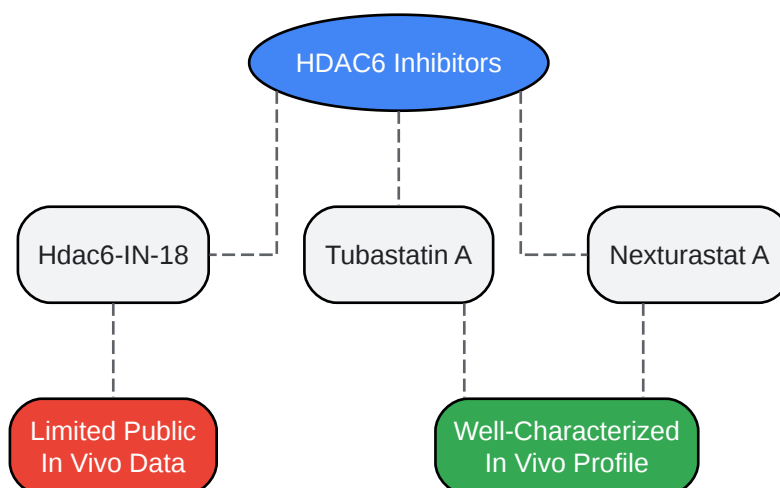 HDAC6 Inhibitors
Hdac6-IN-18
Tubastatin A
Nexturastat A
Limited Public
In Vivo Data
Well-Characterized
In Vivo Profile